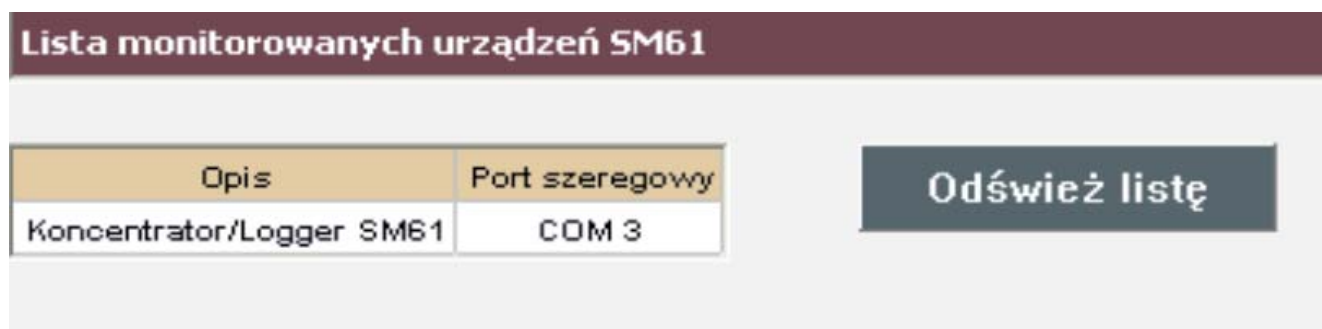 Lista monitorowanych urządzeń SM61
Opis Port szeregowy
Odśwież listę
Koncentrator/Logger SM61 COM 3